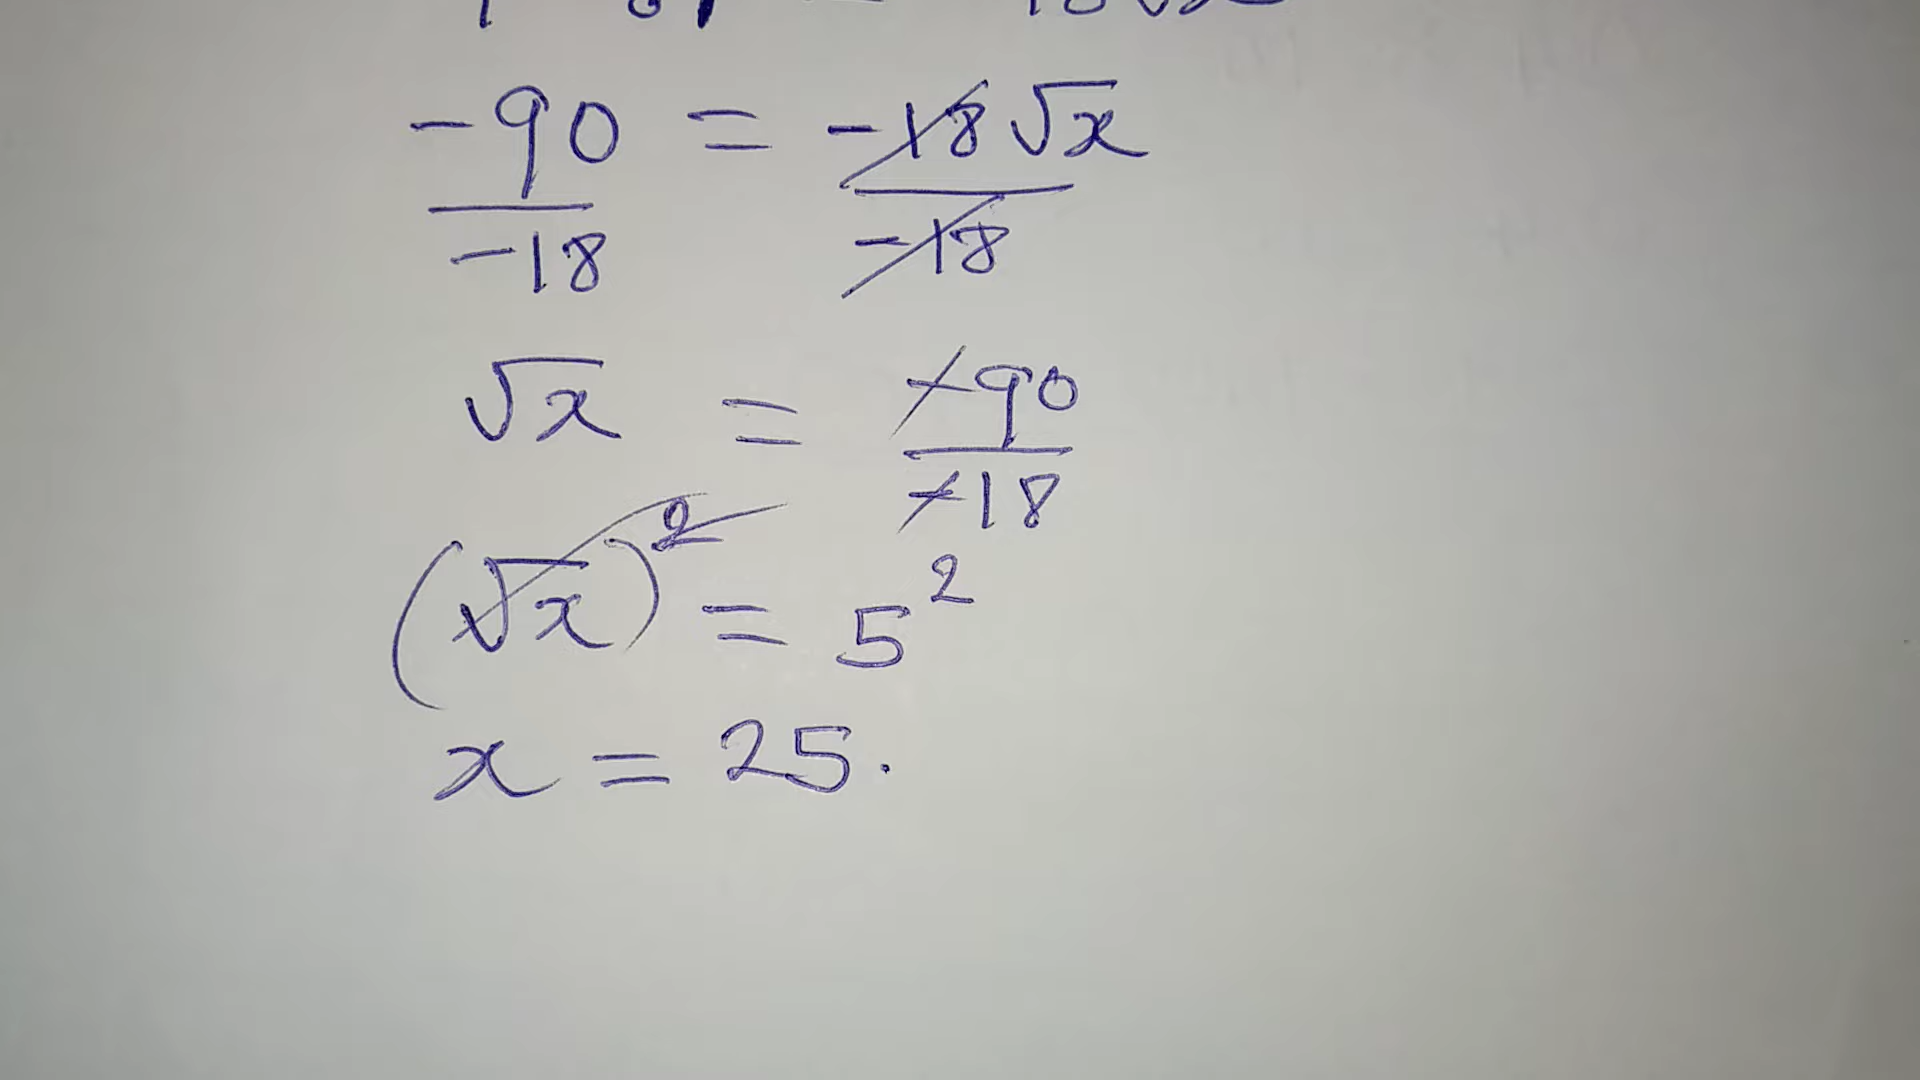 -90 = -18√x
-18 -18
√x = -90
-18
(√x)² = 5²
x = 25.